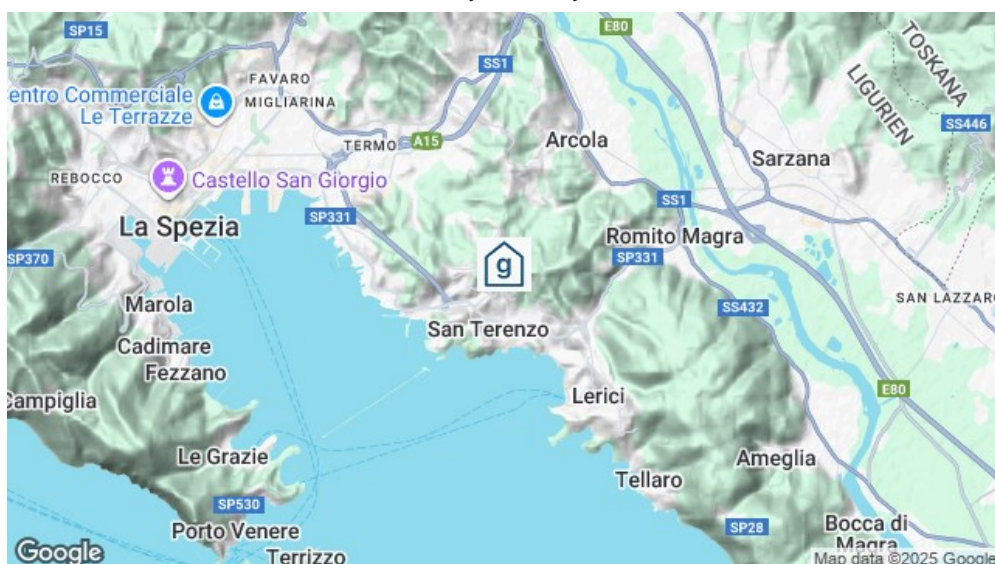 SP15
E80
TOSKANA
LIGURIEN
SS1
FAVARO
MIGLIARINA
entro Commerciale
Le Terrazze
TERMO
A15
Arcola
SS446
Sarzana
REBOCCO
Castello San Giorgio
SP331
SS1
La Spezia
Romito Magra
SP331
SP370
g
Marola
SAN LAZZARO
SS432
San Terenzo
Cadimare
Fezzano
Campiglia
Lerici
E80
Le Grazie
Ameglia
Tellaro
SP530
Porto Venere
SP28
Bocca di
Magra
Terrizzo
Google
Map data ©2025 Google